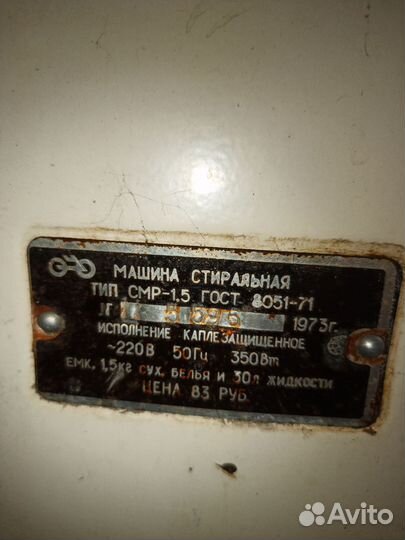 МАШИНА СТИРАЛЬНАЯ
ТИП СМР-1,5 ГОСТ 8051-71
1973г.
ИСПОЛНЕНИЕ КАПЛЕЗАЩИЩЕННОЕ
~220В 50Гц 350Вт
ЕМК. 1,5кг СУХ. БЕЛЬЯ И 30л ЖИДКОСТИ
ЦЕНА 83 РУБ.
Avito